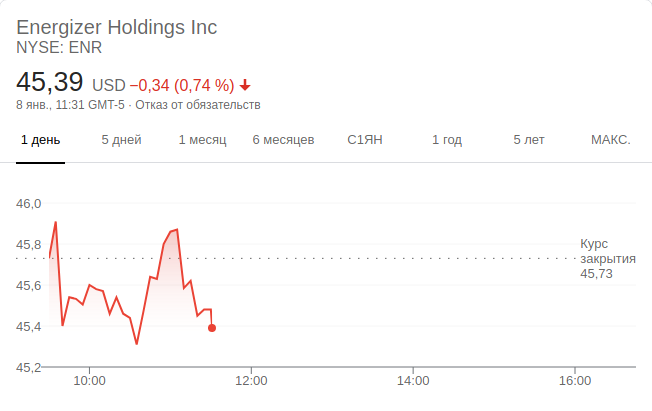 Energizer Holdings Inc
NYSE: ENR
45,39 USD −0,34 (0,74 %)
8 янв., 11:31 GMT-5 · Отказ от обязательств
1 день 5 дней 1 месяц 6 месяцев С1ЯН 1 год 5 лет МАКС.
46,0
45,8
45,6
45,4
45,2
Курс
закрытия
45,73
10:00 12:00 14:00 16:00